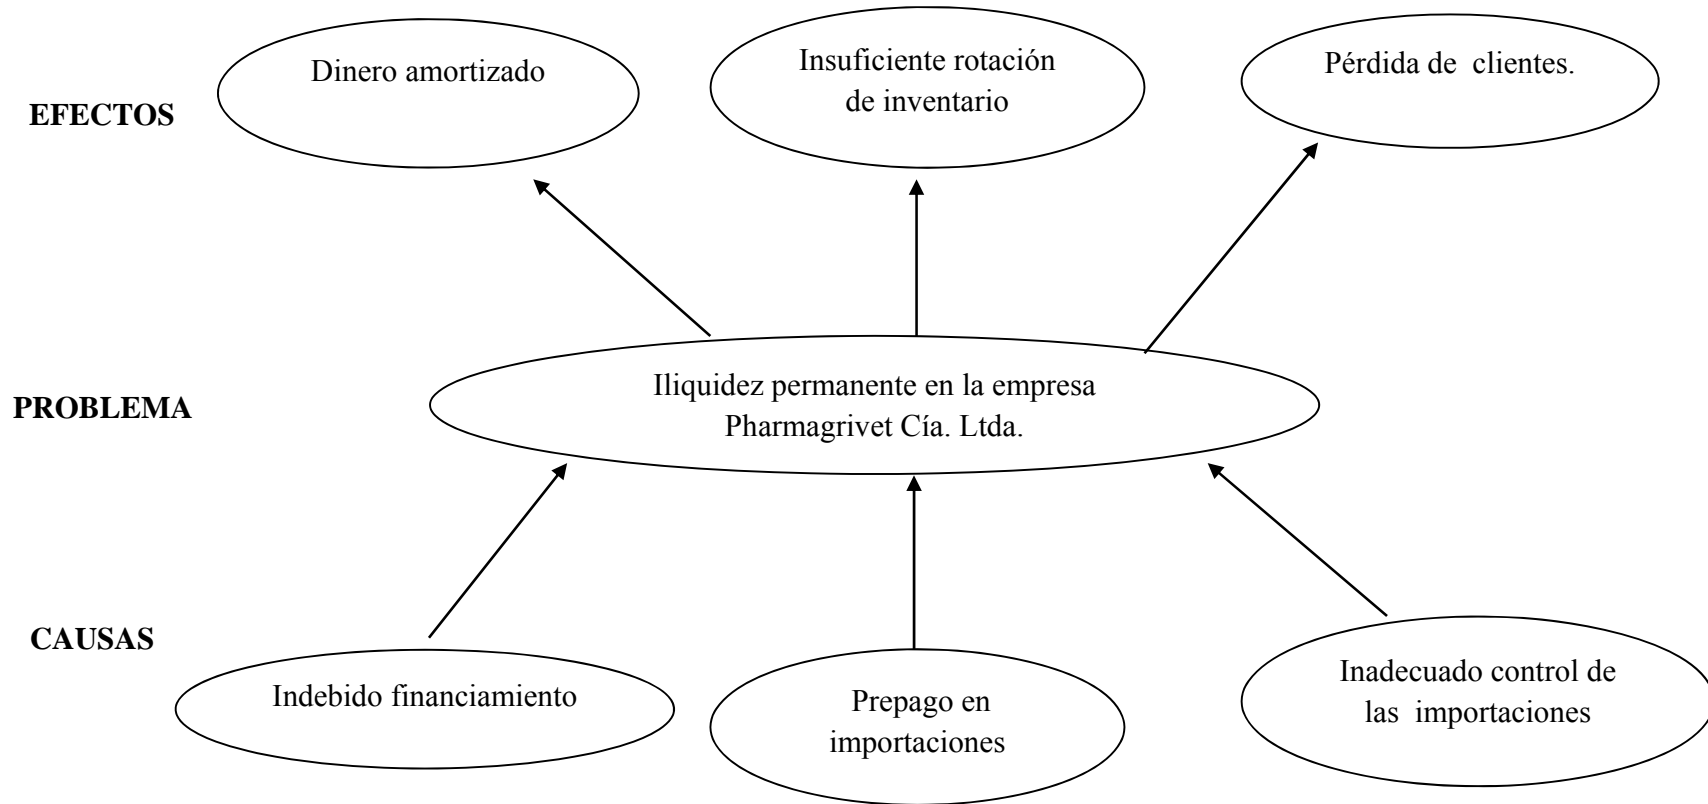 EFECTOS
Dinero amortizado
Insuficiente rotación
de inventario
Pérdida de clientes.
PROBLEMA
Iliquidez permanente en la empresa
Pharmagrivet Cía. Ltda.
CAUSAS
Indebido financiamiento
Prepago en
importaciones
Inadecuado control de
las importaciones